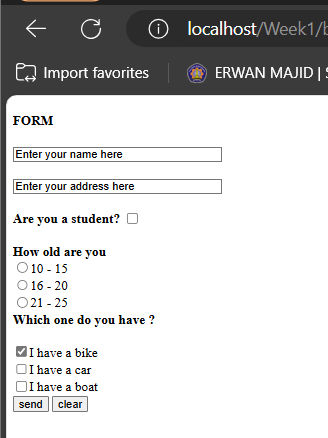 localhost/Week1/
Import favorites
ERWAN MAJID |
FORM
Enter your name here
Enter your address here
Are you a student?
How old are you
10 - 15
16 - 20
21 - 25
Which one do you have ?
I have a bike
I have a car
I have a boat
send clear